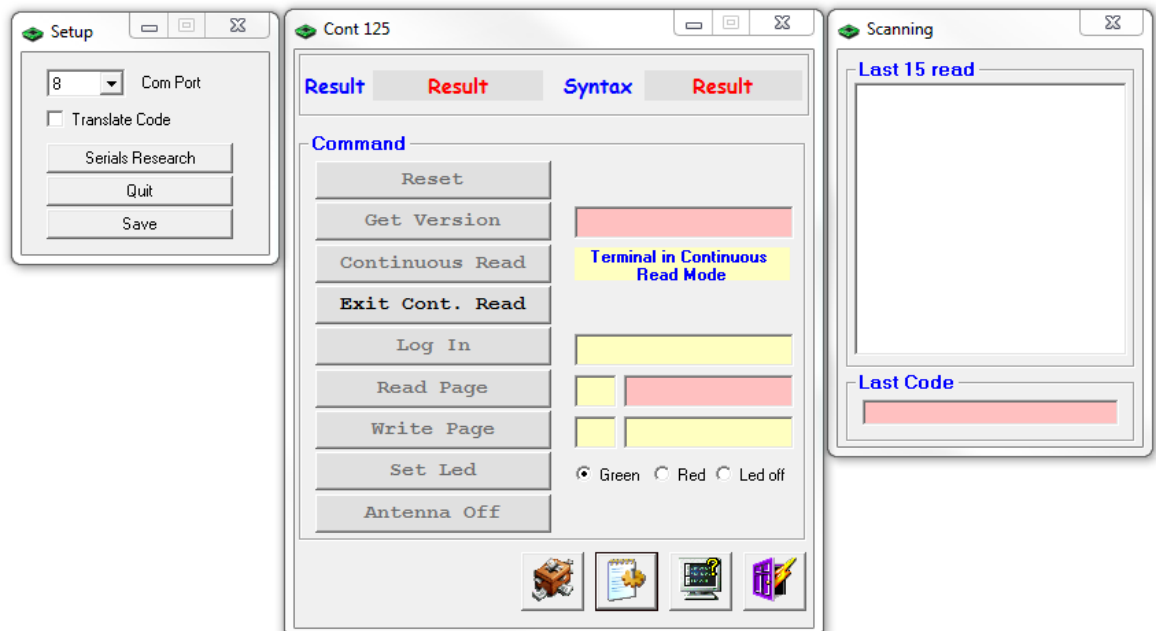 Setup
8 Com Port
Translate Code
Serials Research
Quit
Save
Cont 125
Result Result Syntax Result
Command
Reset
Get Version
Continuous Read
Terminal in Continuous
Read Mode
Exit Cont. Read
Log In
Read Page
Write Page
Set Led
Green Red Led off
Antenna Off
Scanning
Last 15 read
Last Code